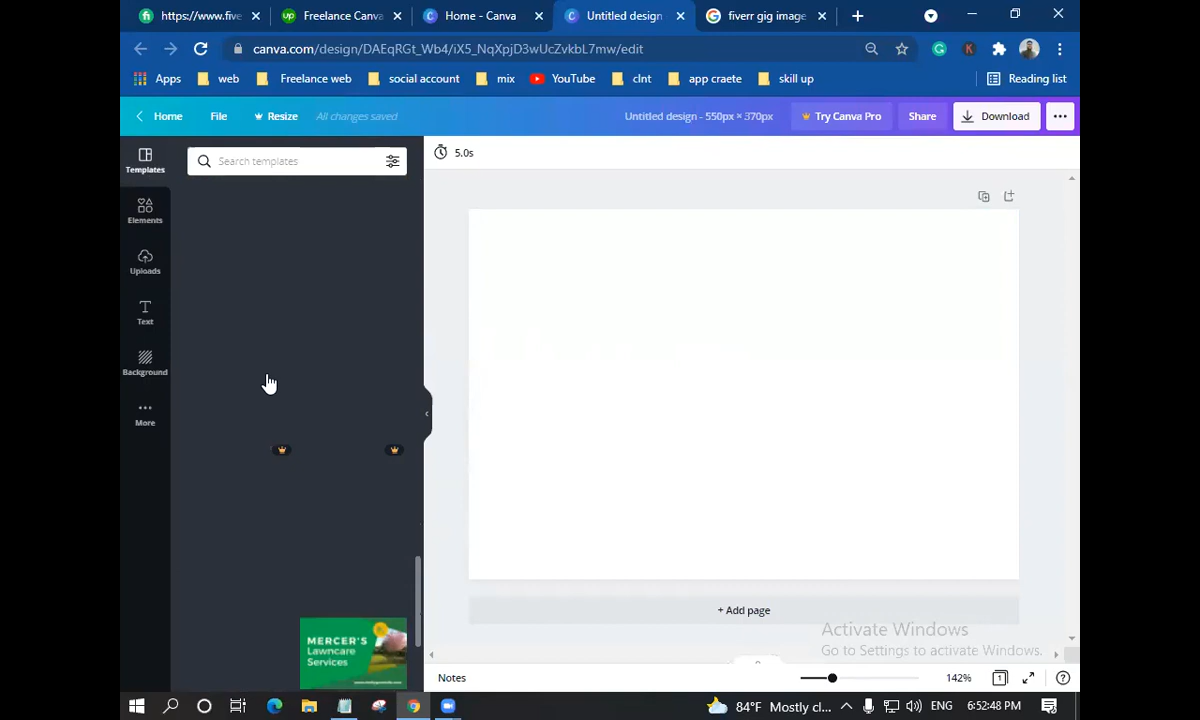 https://www.five
Freelance Canva
Home - Canva
Untitled design
fiverr gig image
canva.com/design/DAEqRGt_Wb4/iX5_NqXpjD3wUcZvkbL7mw/edit
Apps
web
Freelance web
social account
mix
YouTube
clnt
app craete
skill up
Reading list
Home
File
Resize
All changes saved
Untitled design - 550px × 370px
Try Canva Pro
Share
Download
Templates
Search templates
5.0s
Elements
Uploads
Text
Background
More
MERCER'S
Lawncare
Services
+ Add page
Activate Windows
Go to Settings to activate Windows.
Notes
142%
1
84°F Mostly cl...
ENG
6:52:48 PM